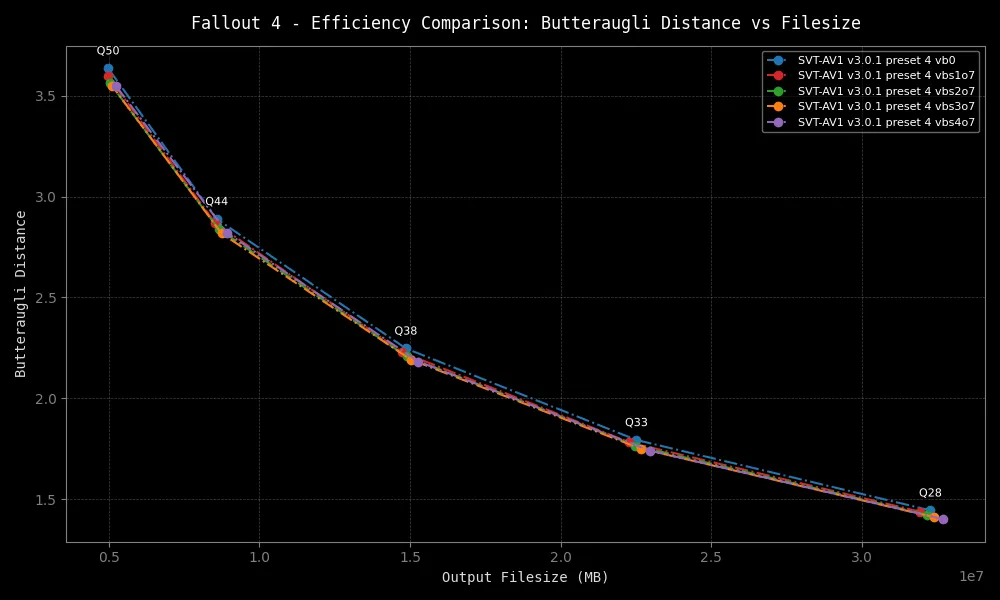 Fallout 4 - Efficiency Comparison: Butteraugli Distance vs Filesize
Q50
Q44
Q38
Q33
Q28
SVT-AV1 v3.0.1 preset 4 vb0
SVT-AV1 v3.0.1 preset 4 vbs1o7
SVT-AV1 v3.0.1 preset 4 vbs2o7
SVT-AV1 v3.0.1 preset 4 vbs3o7
SVT-AV1 v3.0.1 preset 4 vbs4o7
Butteraugli Distance
3.5
3.0
2.5
2.0
1.5
0.5 1.0 1.5 2.0 2.5 3.0
1e7
Output Filesize (MB)